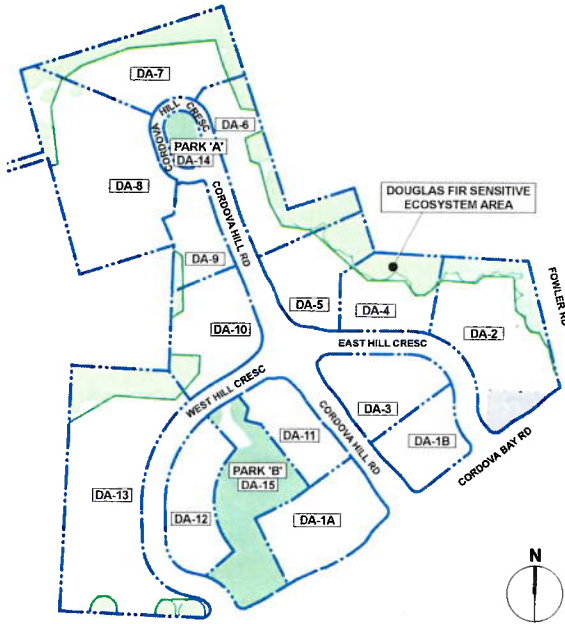 DA-7
CORDOVA HILL CRESC
DA-6
PARK 'A'
DA-14
DA-8
DOUGLAS FIR SENSITIVE
ECOSYSTEM AREA
CORDOVA HILL RD
DA-9
FOWLER RD
DA-5
DA-4
DA-10
DA-2
EAST HILL CRESC
WEST HILL CRESC
DA-3
CORDOVA HILL RD
DA-11
DA-1B
CORDOVA BAY RD
PARK 'B'
DA-15
DA-13
DA-12
DA-1A
N